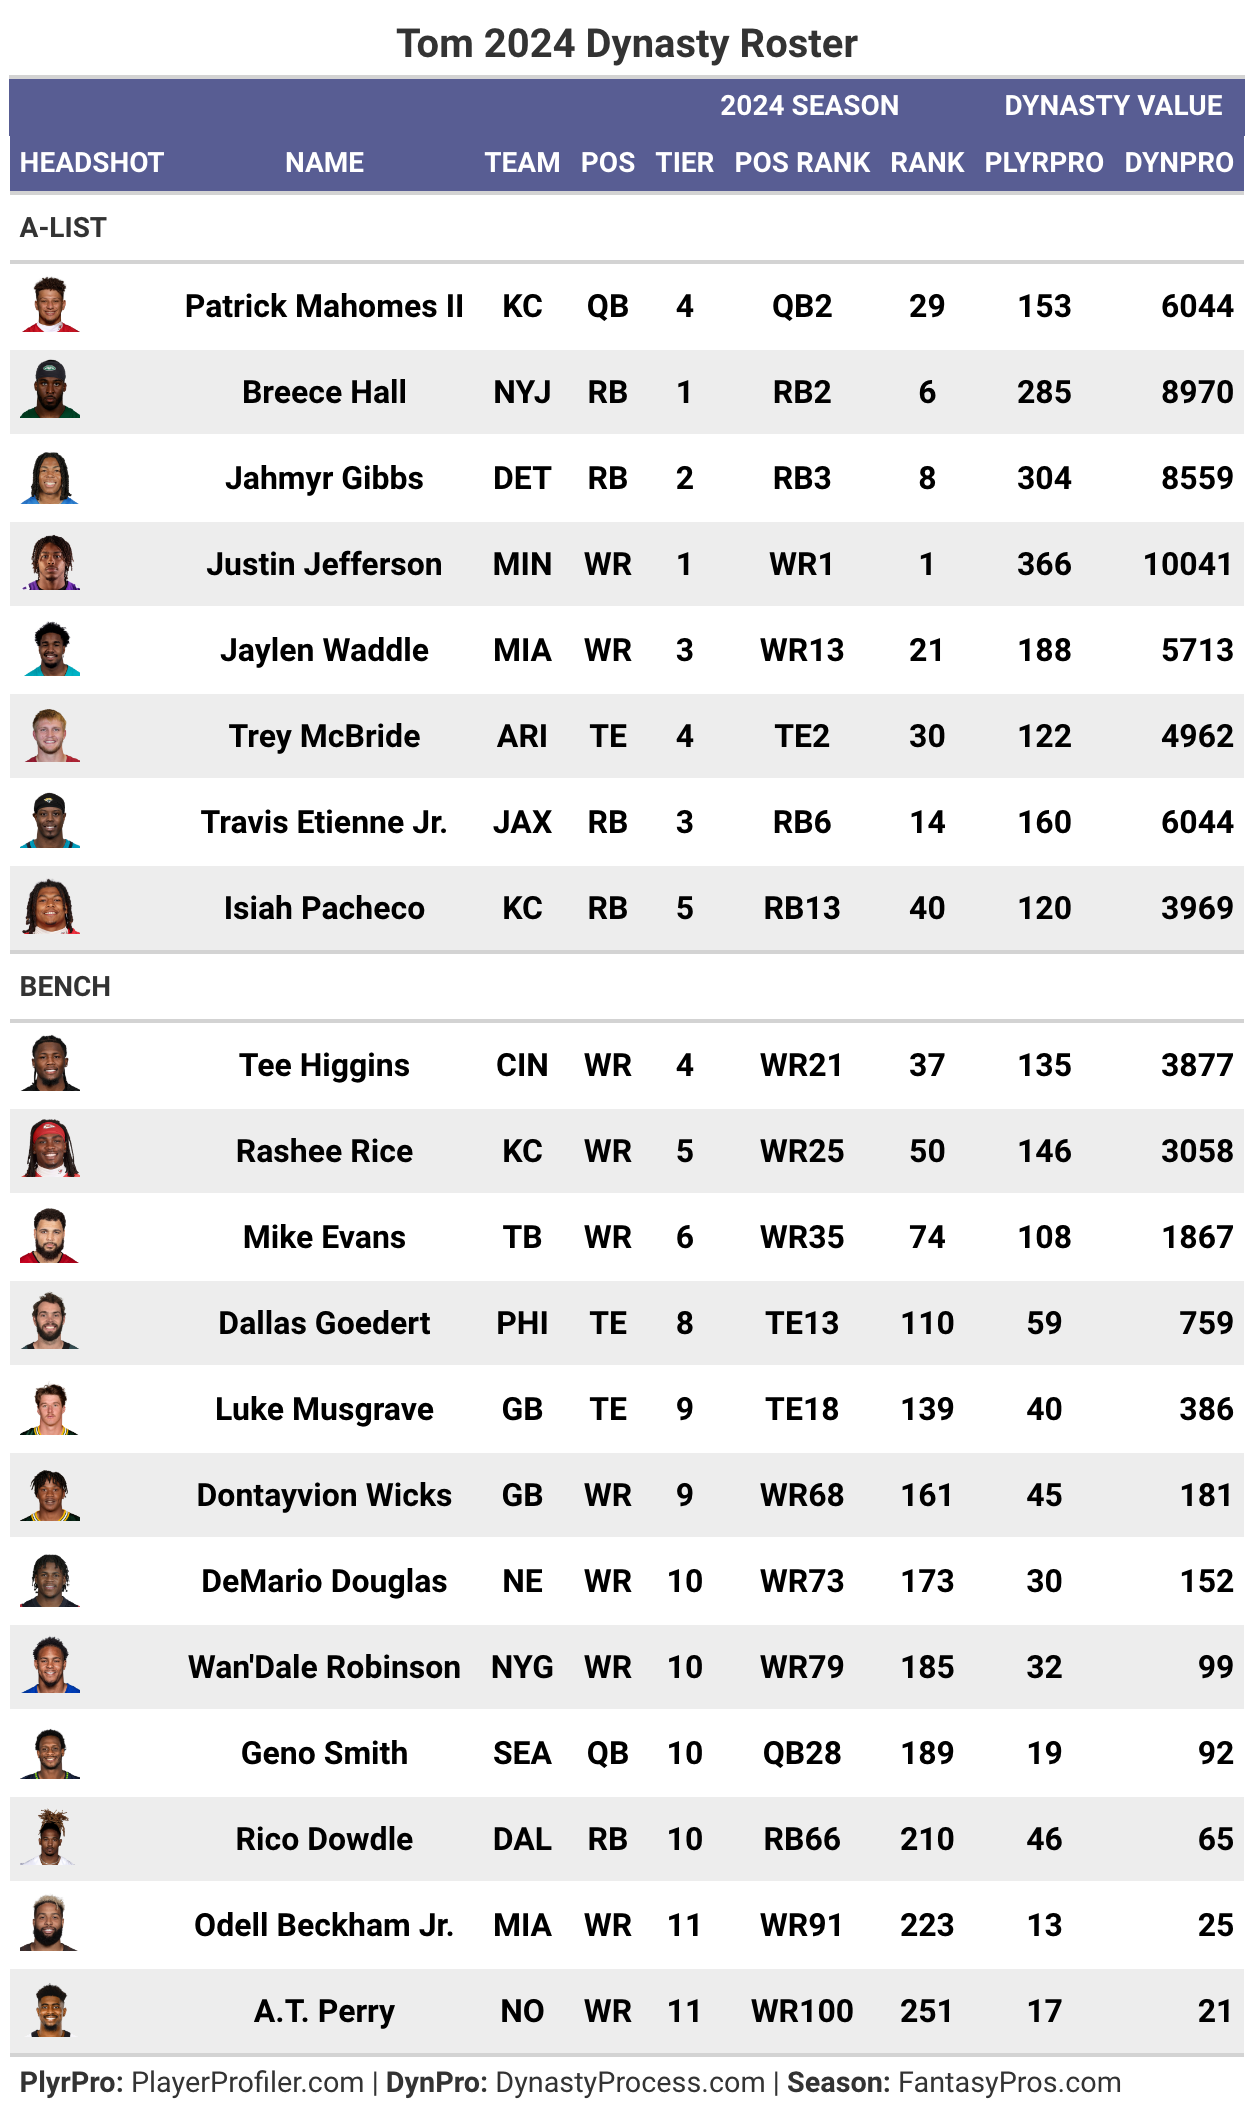 Tom 2024 Dynasty Roster
2024 SEASON DYNASTY VALUE
HEADSHOT NAME TEAM POS TIER POS RANK RANK PLYRPRO DYNPRO
A-LIST
Patrick Mahomes II KC QB 4 QB2 29 153 6044
Breece Hall NYJ RB 1 RB2 6 285 8970
Jahmyr Gibbs DET RB 2 RB3 8 304 8559
Justin Jefferson MIN WR 1 WR1 1 366 10041
Jaylen Waddle MIA WR 3 WR13 21 188 5713
Trey McBride ARI TE 4 TE2 30 122 4962
Travis Etienne Jr. JAX RB 3 RB6 14 160 6044
Isiah Pacheco KC RB 5 RB13 40 120 3969
BENCH
Tee Higgins CIN WR 4 WR21 37 135 3877
Rashee Rice KC WR 5 WR25 50 146 3058
Mike Evans TB WR 6 WR35 74 108 1867
Dallas Goedert PHI TE 8 TE13 110 59 759
Luke Musgrave GB TE 9 TE18 139 40 386
Dontayvion Wicks GB WR 9 WR68 161 45 181
DeMario Douglas NE WR 10 WR73 173 30 152
Wan'Dale Robinson NYG WR 10 WR79 185 32 99
Geno Smith SEA QB 10 QB28 189 19 92
Rico Dowdle DAL RB 10 RB66 210 46 65
Odell Beckham Jr. MIA WR 11 WR91 223 13 25
A.T. Perry NO WR 11 WR100 251 17 21
PlyrPro: PlayerProfiler.com | DynPro: DynastyProcess.com | Season: FantasyPros.com